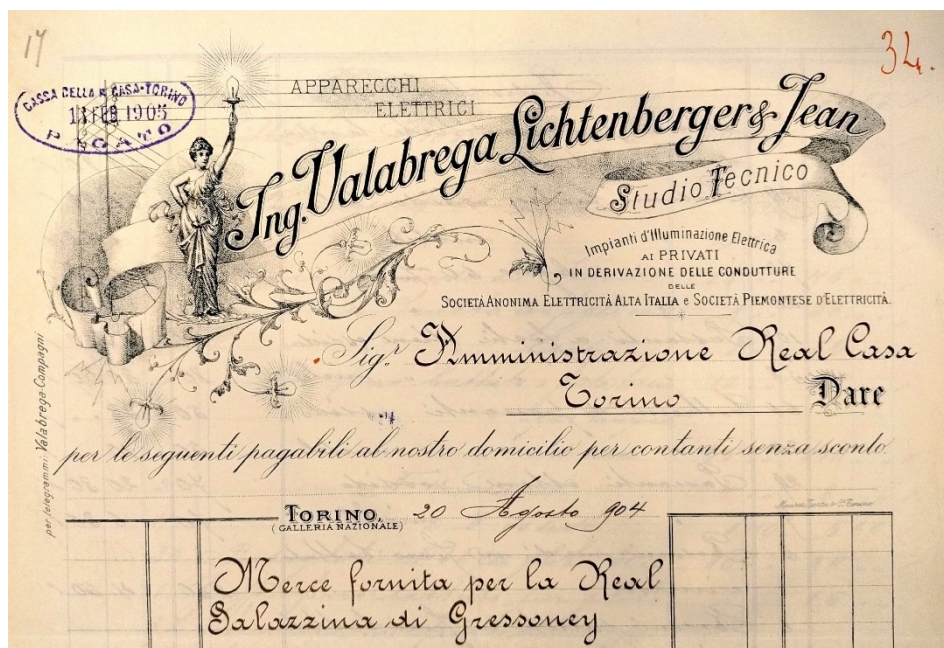 17
34.
CASSA DELLA R. CASA-TORINO
11 FEB 1905
PAGATO
APPARECCHI
ELETTRICI
Ing. Valabrega Lichtenberger & Jean
Studio Tecnico
Impianti d'Illuminazione Elettrica
AI PRIVATI
IN DERIVAZIONE DELLE CONDUTTURE
DELLE
SOCIETÀ ANONIMA ELETTRICITÀ ALTA ITALIA e SOCIETÀ PIEMONTESE D'ELETTRICITÀ.
per telegrammi: Valabrega-Compagni
Sigr. Amministrazione Real Casa
Torino Dare
per le seguenti pagabili al nostro domicilio per contanti senza sconto.
TORINO, 20 Agosto 904
(GALLERIA NAZIONALE)
Merce fornita per la Real
Palazzina di Gressoney